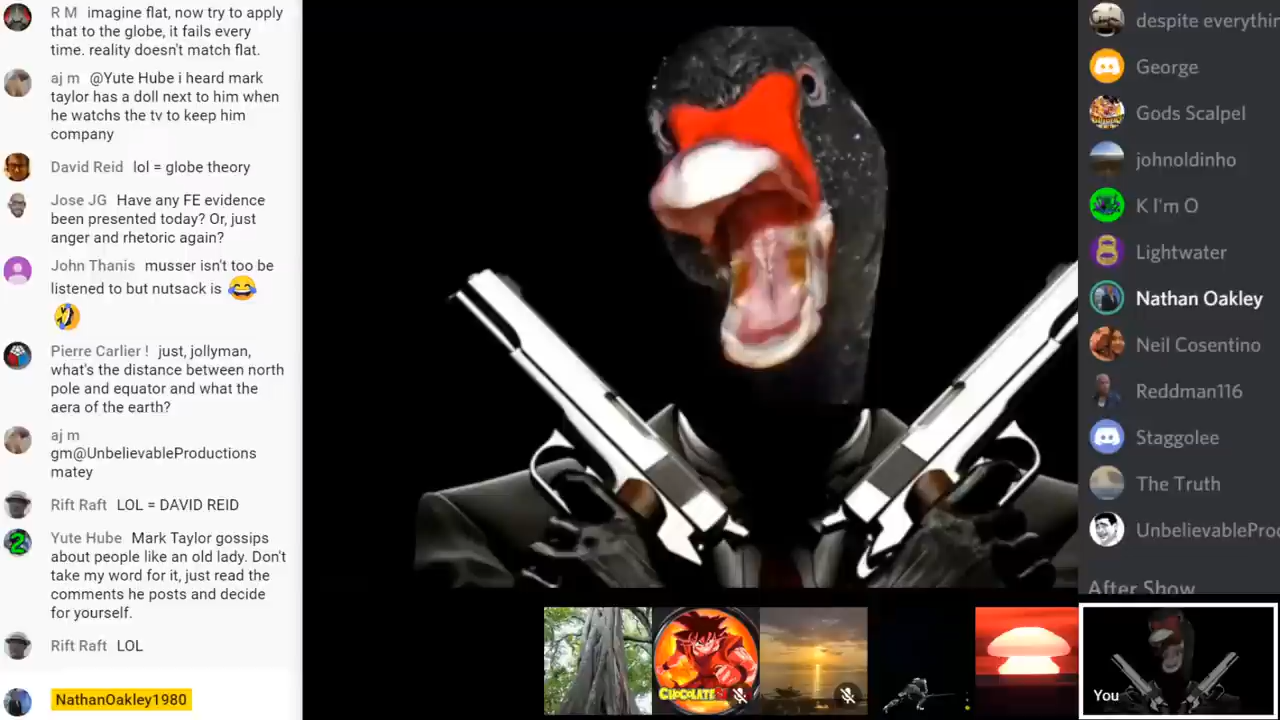 R M imagine flat, now try to apply
that to the globe, it fails every
time. reality doesn't match flat.
aj m @Yute Hube i heard mark
taylor has a doll next to him when
he watchs the tv to keep him
company
David Reid lol = globe theory
Jose JG Have any FE evidence
been presented today? Or, just
anger and rhetoric again?
John Thanis musser isn't too be
listened to but nutsack is 😂
🤣
Pierre Carlier ! just, jollyman,
what's the distance between north
pole and equator and what the
aera of the earth?
aj m
gm@UnbelievableProductions
matey
Rift Raft LOL = DAVID REID
Yute Hube Mark Taylor gossips
about people like an old lady. Don't
take my word for it, just read the
comments he posts and decide
for yourself.
Rift Raft LOL
NathanOakley1980
CHOCOLATE
You
despite everythin
George
Gods Scalpel
johnoldinho
K I'm O
Lightwater
Nathan Oakley
Neil Cosentino
Reddman116
Staggolee
The Truth
UnbelievableProd
After Show